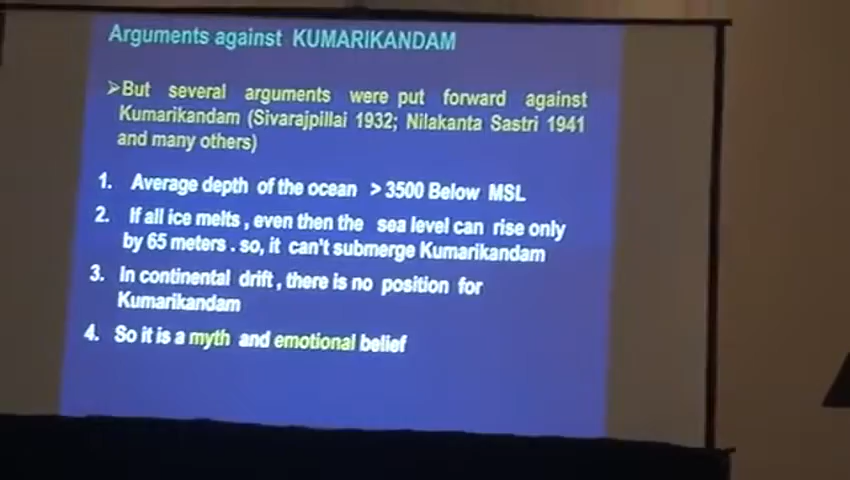 Arguments against KUMARIKANDAM
➢But several arguments were put forward against
Kumarikandam (Sivarajpillai 1932; Nilakanta Sastri 1941
and many others)
1. Average depth of the ocean > 3500 Below MSL
2. If all ice melts , even then the sea level can rise only
by 65 meters . so, it can't submerge Kumarikandam
3. In continental drift , there is no position for
Kumarikandam
4. So it is a myth and emotional belief